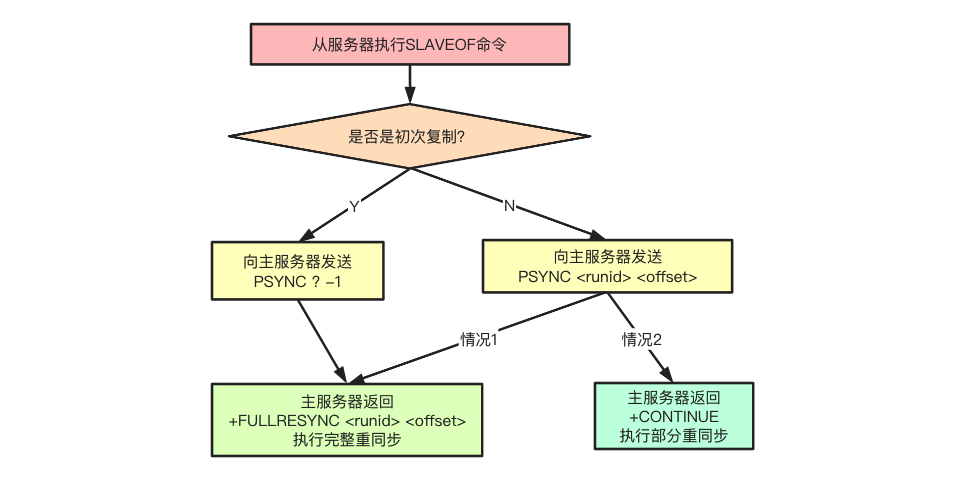 从服务器执行SLAVEOF命令
是否是初次复制?
Y
N
向主服务器发送
PSYNC ? -1
向主服务器发送
PSYNC <runid> <offset>
情况1
情况2
主服务器返回
+FULLRESYNC <runid> <offset>
执行完整重同步
主服务器返回
+CONTINUE
执行部分重同步